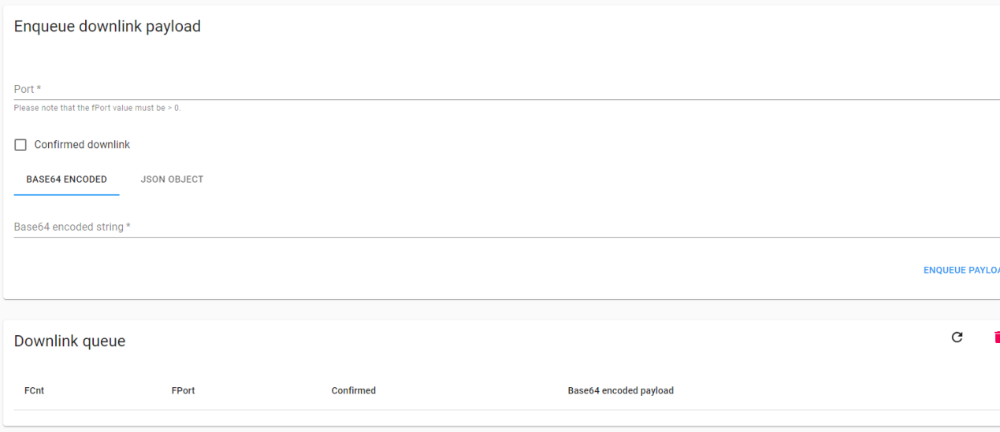 Enqueue downlink payload
Port *
Please note that the fPort value must be > 0.
Confirmed downlink
BASE64 ENCODED JSON OBJECT
Base64 encoded string *
ENQUEUE PAYLOA
Downlink queue
FCnt FPort Confirmed Base64 encoded payload